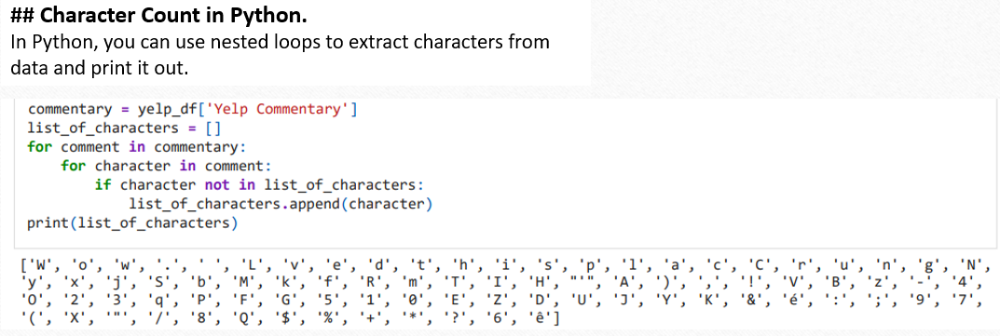 ## Character Count in Python.
In Python, you can use nested loops to extract characters from
data and print it out.
commentary = yelp_df['Yelp Commentary']
list_of_characters = []
for comment in commentary:
    for character in comment:
        if character not in list_of_characters:
            list_of_characters.append(character)
print(list_of_characters)
['W', 'o', 'w', '.', ' ', 'L', 'v', 'e', 'd', 't', 'h', 'i', 's', 'p', 'l', 'a', 'c', 'C', 'r', 'u', 'n', 'g', 'N',
'y', 'x', 'j', 'S', 'b', 'M', 'k', 'f', 'R', 'm', 'T', 'I', 'H', "'", 'A', ')', ',', '!', 'V', 'B', 'z', '-', '4',
'O', '2', '3', 'q', 'P', 'F', 'G', '5', '1', '0', 'E', 'Z', 'D', 'U', 'J', 'Y', 'K', '&', 'é', ':', ';', '9', '7',
'(', 'X', '"', '/', '8', 'Q', '$', '%', '+', '*', '?', '6', 'ê']